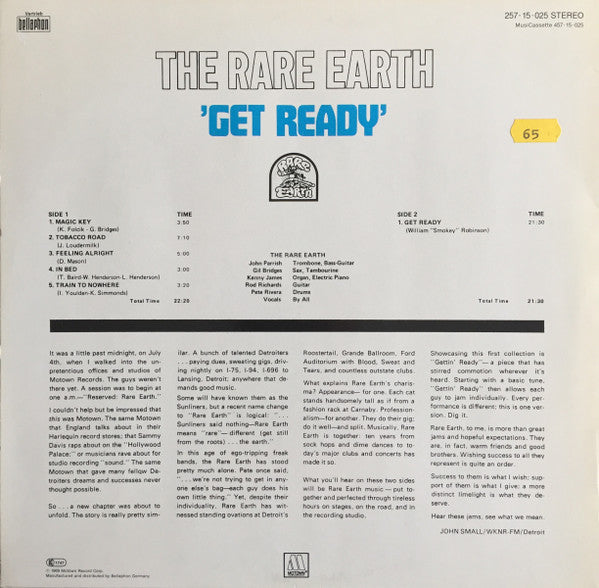 Vertrieb
bellaphon
257·15·025 STEREO
MusiCassette 457·15·025
THE RARE EARTH
'GET READY'
65
RARE
EARTH
SIDE 1 TIME
1. MAGIC KEY 3:50
(K. Folcik - G. Bridges)
2. TOBACCO ROAD 7:10
(J. Loudermilk)
3. FEELING ALRIGHT 5:00
(D. Mason)
4. IN BED 3:00
(T. Baird-W. Henderson-L. Henderson)
5. TRAIN TO NOWHERE 3:20
(I. Youlden-K. Simmonds)
Total Time 22:20
THE RARE EARTH
John Parrish Trombone, Bass-Guitar
Gil Bridges Sax, Tambourine
Kenny James Organ, Electric Piano
Rod Richards Guitar
Pete Rivera Drums
Vocals By All
SIDE 2 TIME
1. GET READY 21:30
(William "Smokey" Robinson)
Total Time 21:30
It was a little past midnight, on July
4th, when I walked into the un-
pretentious offices and studios of
Motown Records. The guys weren't
there yet. A session was to begin at
one a.m.—"Reserved: Rare Earth."
I couldn't help but be impressed that
this was Motown. The same Motown
that England talks about in their
Harlequin record stores; that Sammy
Davis raps about on the "Hollywood
Palace;" or musicians rave about for
studio recording "sound." The same
Motown that gave many fellow De-
troiters dreams and successes never
thought possible.
So . . . a new chapter was about to
unfold. The story is really pretty sim-
ilar. A bunch of talented Detroiters
. . . paying dues, sweating gigs, driv-
ing nightly on I-75, I-94, I-696 to
Lansing, Detroit: anywhere that de-
mands good music.
Some will have known them as the
Sunliners, but a recent name change
to "Rare Earth" is logical: ". . .
Sunliners said nothing—Rare Earth
means "rare"— different (get still
from the roots) . . . the earth."
In this age of ego-tripping freak
bands, the Rare Earth has stood
pretty much alone. Pete once said,
". . .we're not trying to get in any
one else's bag—each guy does his
own little thing." Yet, despite their
individuality, Rare Earth has wit-
nessed standing ovations at Detroit's
Roostertail, Grande Ballroom, Ford
Auditorium with Blood, Sweat and
Tears, and countless outstate clubs.
What explains Rare Earth's charis-
ma? Appearance— for one. Each cat
stands handsomely tall as if from a
fashion rack at Carnaby. Profession-
alism—for another. They do their gig;
do it well—and split. Musically, Rare
Earth is together: ten years from
sock hops and dime dances to to-
day's major clubs and concerts has
made it so.
What you'll hear on these two sides
will be Rare Earth music — put to-
gether and perfected through tireless
hours on stages, on the road, and in
the recording studio.
Showcasing this first collection is
"Gettin' Ready"— a piece that has
stirred commotion wherever it's
heard. Starting with a basic tune,
"Gettin' Ready" then allows each
guy to jam individually. Every per-
formance is different; this is one ver-
sion. Dig it.
Rare Earth, to me, is more than great
jams and hopeful expectations. They
are, in fact, warm friends and good
brothers. Wishing success to all they
represent is quite an order.
Success to them is what I wish; sup-
port of them is what I give; a more
distinct limelight is what they de-
serve.
Hear these jams, see what we mean.
JOHN SMALL/WKNR-FM/Detroit
℗ 1969 Motown Record Corp.
Manufactured and distributed by Bellaphon Germany
M
MOTOWN